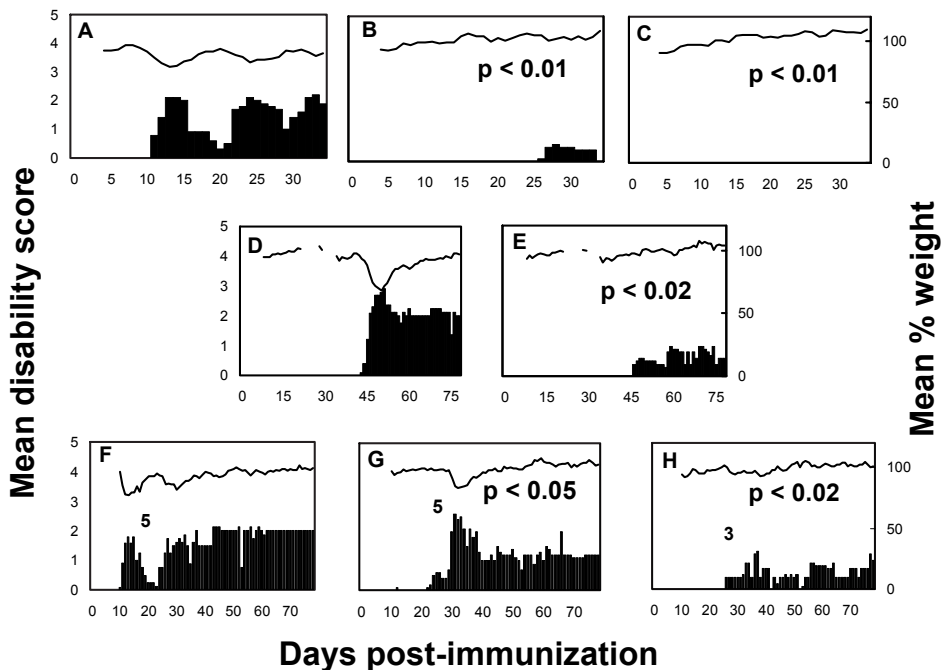 5 A B C
4 100
3 p < 0.01 p < 0.01
2 50
1
0 0
0 5 10 15 20 25 30 0 5 10 15 20 25 30 0 5 10 15 20 25 30
Mean disability score
Mean % weight
5 D E
4 100
3 p < 0.02
2 50
1
0 0
0 15 30 45 60 75 0 15 30 45 60 75
5 F G H
4 100
3 p < 0.05 p < 0.02
5 5 3
2 50
1
0 0
0 10 20 30 40 50 60 70 0 10 20 30 40 50 60 70 0 10 20 30 40 50 60 70
Days post-immunization